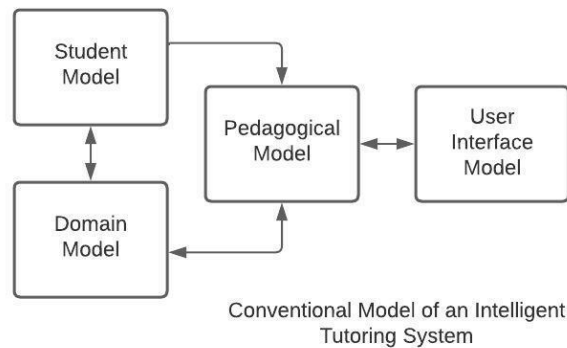 Student
Model
Pedagogical
Model
User
Interface
Model
Domain
Model
Conventional Model of an Intelligent
Tutoring System